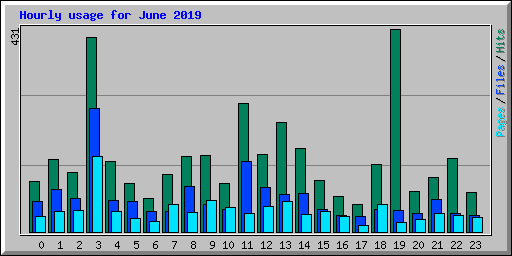 Hourly usage for June 2019
431
Pages/Files/Hits
0 1 2 3 4 5 6 7 8 9 10 11 12 13 14 15 16 17 18 19 20 21 22 23